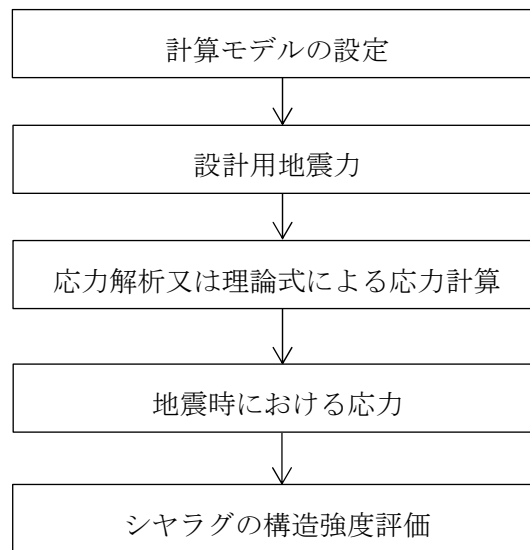 計算モデルの設定
設計用地震力
応力解析又は理論式による応力計算
地震時における応力
シヤラグの構造強度評価